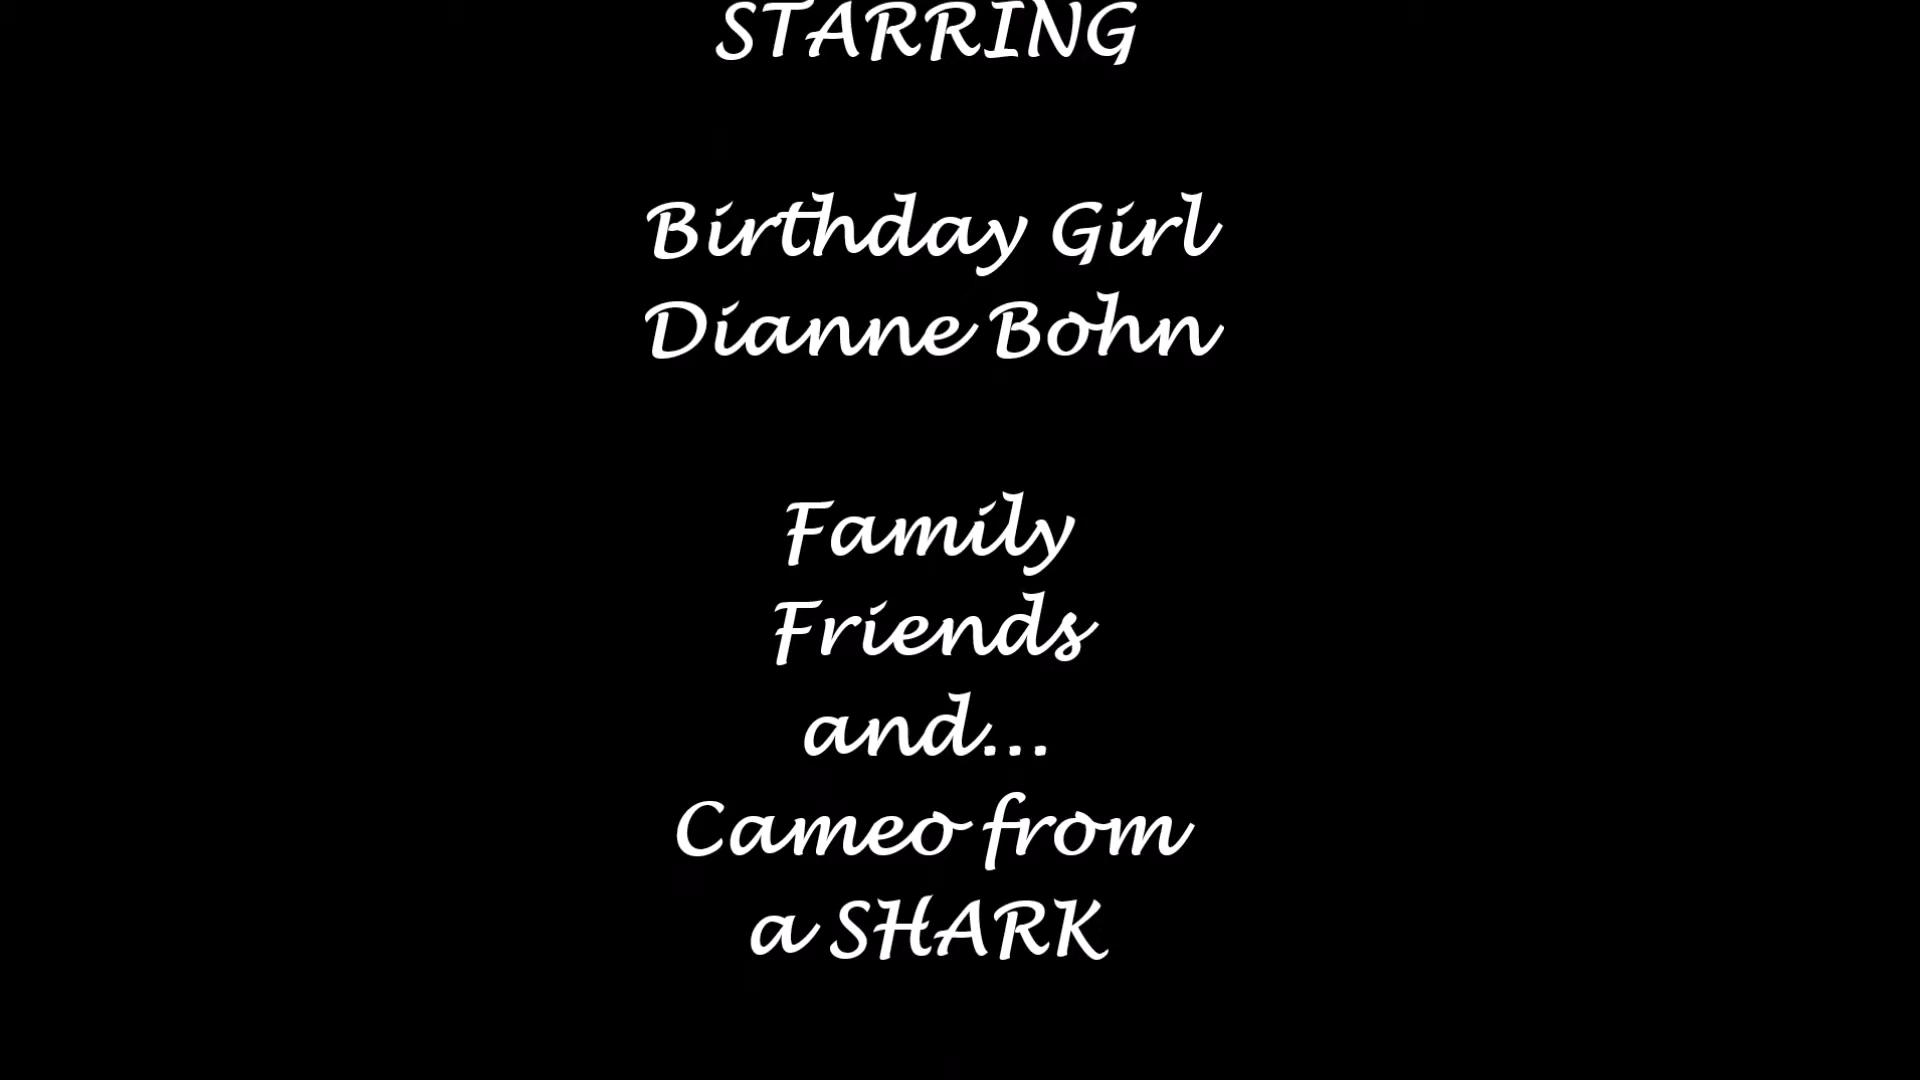 STARRING
Birthday Girl
Dianne Bohn
Family
Friends
and...
Cameo from
a SHARK